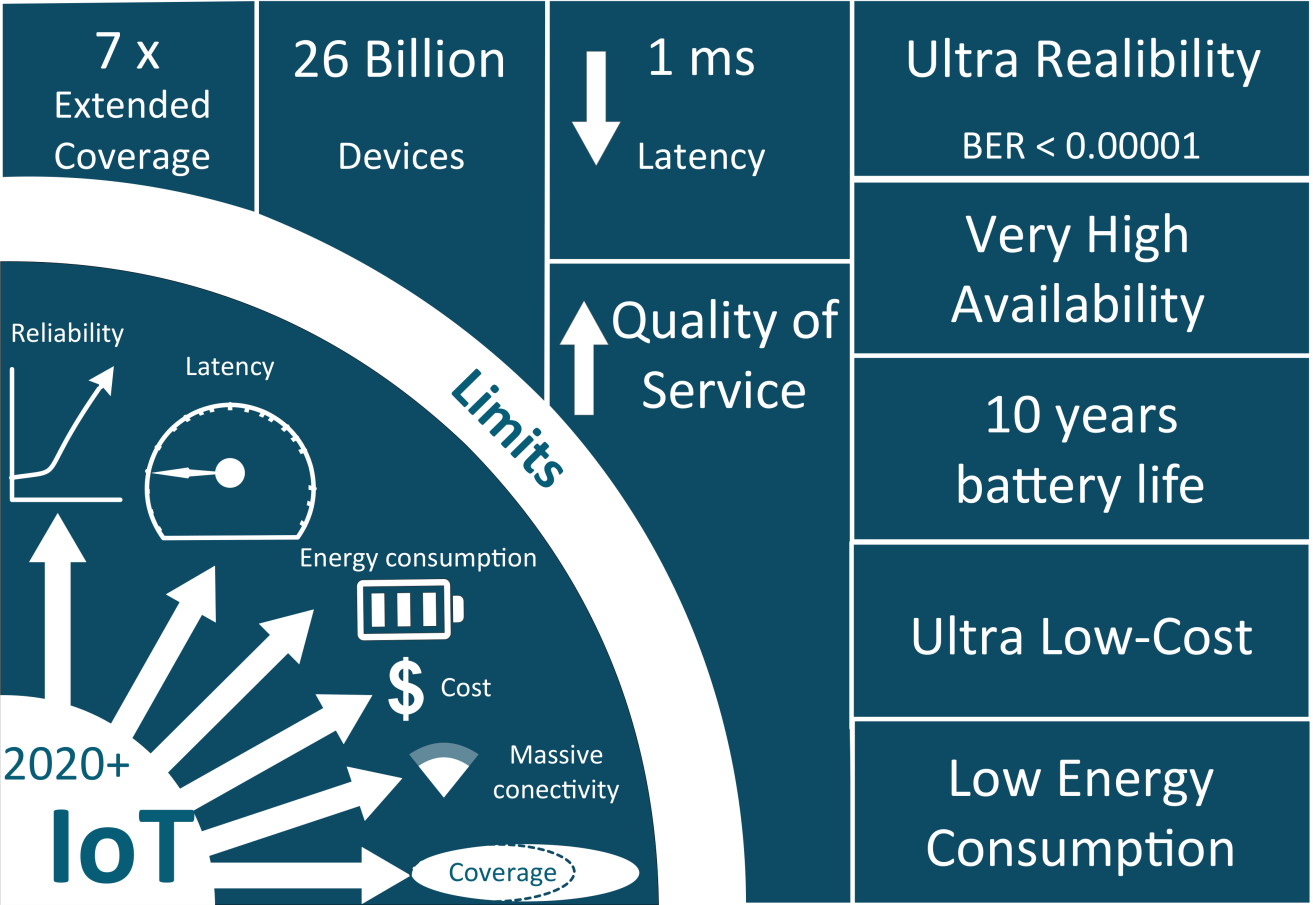 7 x
Extended
Coverage
26 Billion
Devices
1 ms
Latency
Ultra Realibility
BER < 0.00001
Very High
Availability
Quality of
Service
10 years
battery life
Ultra Low-Cost
Low Energy
Consumption
Limits
Reliability
Latency
Energy consumption
$ Cost
Massive
conectivity
Coverage
2020+
IoT